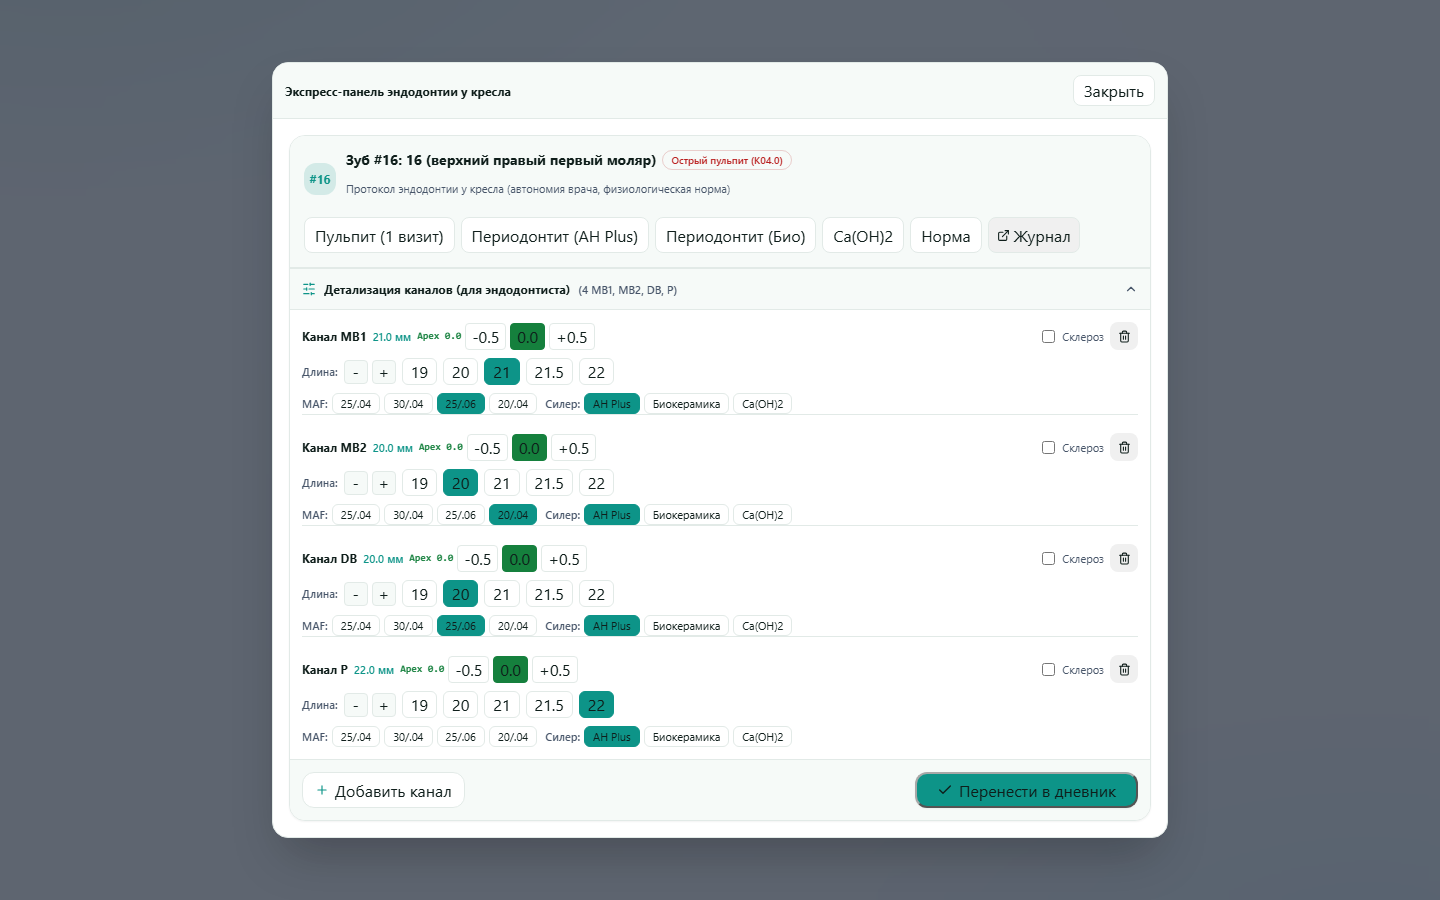 Экспресс-панель эндодонтии у кресла
Закрыть
#16
Зуб #16: 16 (верхний правый первый моляр) Острый пульпит (K04.0)
Протокол эндодонтии у кресла (автономия врача, физиологическая норма)
Пульпит (1 визит) Периодонтит (AH Plus) Периодонтит (Био) Ca(OH)2 Норма Журнал
Детализация каналов (для эндодонтиста) (4 MB1, MB2, DB, P)
Канал MB1 21.0 мм Apex 0.0 -0.5 0.0 +0.5 Склероз
Длина: - + 19 20 21 21.5 22
MAF: 25/.04 30/.04 25/.06 20/.04 Силер: AH Plus Биокерамика Ca(OH)2
Канал MB2 20.0 мм Apex 0.0 -0.5 0.0 +0.5 Склероз
Длина: - + 19 20 21 21.5 22
MAF: 25/.04 30/.04 25/.06 20/.04 Силер: AH Plus Биокерамика Ca(OH)2
Канал DB 20.0 мм Apex 0.0 -0.5 0.0 +0.5 Склероз
Длина: - + 19 20 21 21.5 22
MAF: 25/.04 30/.04 25/.06 20/.04 Силер: AH Plus Биокерамика Ca(OH)2
Канал P 22.0 мм Apex 0.0 -0.5 0.0 +0.5 Склероз
Длина: - + 19 20 21 21.5 22
MAF: 25/.04 30/.04 25/.06 20/.04 Силер: AH Plus Биокерамика Ca(OH)2
+ Добавить канал
Перенести в дневник